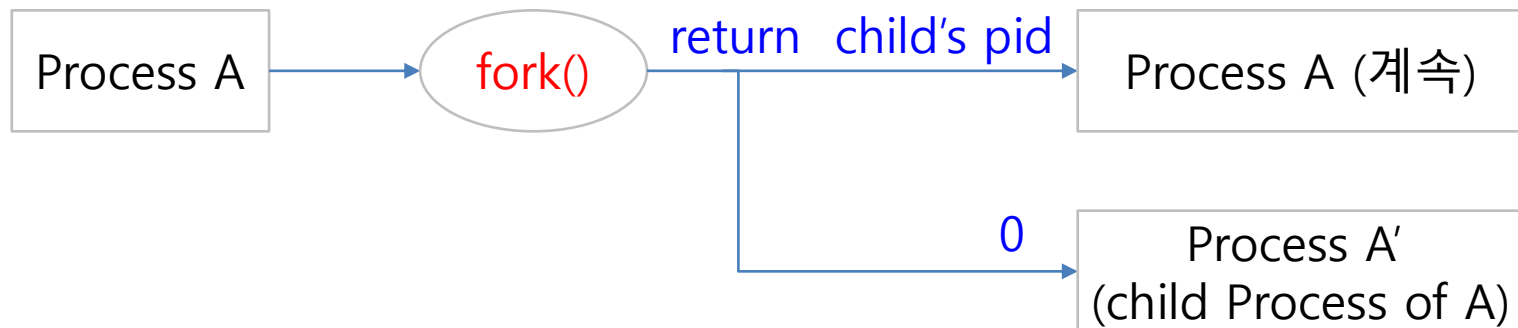 Process A
fork()
return child's pid
Process A (계속)
0
Process A'
(child Process of A)